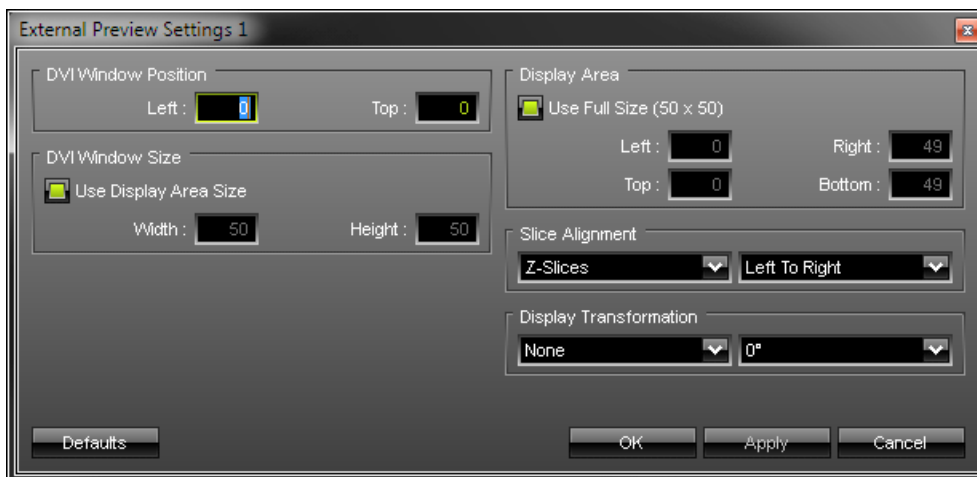 External Preview Settings 1
DVI Window Position
Left : 0 Top : 0
DVI Window Size
Use Display Area Size
Width : 50 Height : 50
Display Area
Use Full Size (50 x 50)
Left : 0 Right : 49
Top : 0 Bottom : 49
Slice Alignment
Z-Slices Left To Right
Display Transformation
None 0°
Defaults OK Apply Cancel